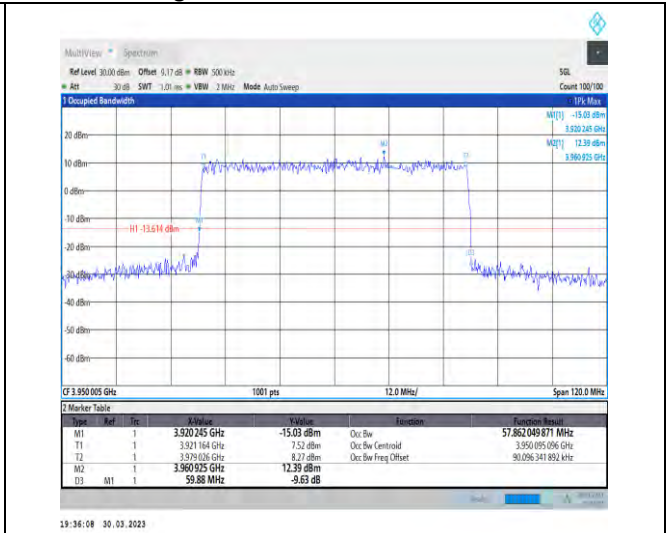 MultiView Spectrum
Ref Level 30.00 dBm Offset 9.17 dB RBW 500 kHz SGL
Att 30 dB SWT 1.01 ms VBW 2 MHz Mode Auto Sweep Count 100/100
1 Occupied Bandwidth 1Pk Max
M1[1] -15.03 dBm
3.920 245 GHz
M2[1] 12.39 dBm
3.960 925 GHz
20 dBm
M2
T1 T2
10 dBm
0 dBm
-10 dBm
M1
H1 -13.614 dBm
-20 dBm
D3
-30 dBm
-40 dBm
-50 dBm
-60 dBm
CF 3.950 005 GHz 1001 pts 12.0 MHz/ Span 120.0 MHz
2 Marker Table
Type Ref Trc X-Value Y-Value Function Function Result
M1 1 3.920 245 GHz -15.03 dBm Occ Bw 57.862 049 871 MHz
T1 1 3.921 164 GHz 7.52 dBm Occ Bw Centroid 3.950 095 096 GHz
T2 1 3.979 026 GHz 8.27 dBm Occ Bw Freq Offset 90.096 341 892 kHz
M2 1 3.960 925 GHz 12.39 dBm
D3 M1 1 59.88 MHz -9.63 dB
19:36:08 30.03.2023